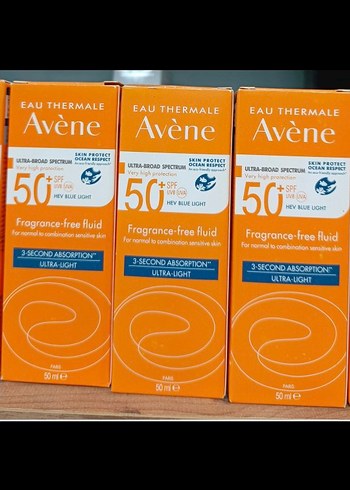 EAU THERMALE
Avène
ULTRA-BROAD SPECTRUM
Very high protection
50+ SPF
UVB UVA
HEV BLUE LIGHT
SKIN PROTECT
OCEAN RESPECT
Fragrance-free fluid
For normal to combination sensitive skin
3-SECOND ABSORPTION™
ULTRA-LIGHT
PARIS
50 ml ℮
EAU THERMALE
Avène
ULTRA-BROAD SPECTRUM
Very high protection
50+ SPF
UVB UVA
HEV BLUE LIGHT
SKIN PROTECT
OCEAN RESPECT
Fragrance-free fluid
For normal to combination sensitive skin
3-SECOND ABSORPTION™
ULTRA-LIGHT
PARIS
50 ml ℮
EAU THERMALE
Avène
ULTRA-BROAD SPECTRUM
Very high protection
50+ SPF
UVB UVA
HEV BLUE LIGHT
SKIN PROTECT
OCEAN RESPECT
Fragrance-free fluid
For normal to combination sensitive skin
3-SECOND ABSORPTION™
ULTRA-LIGHT
PARIS
50 ml ℮